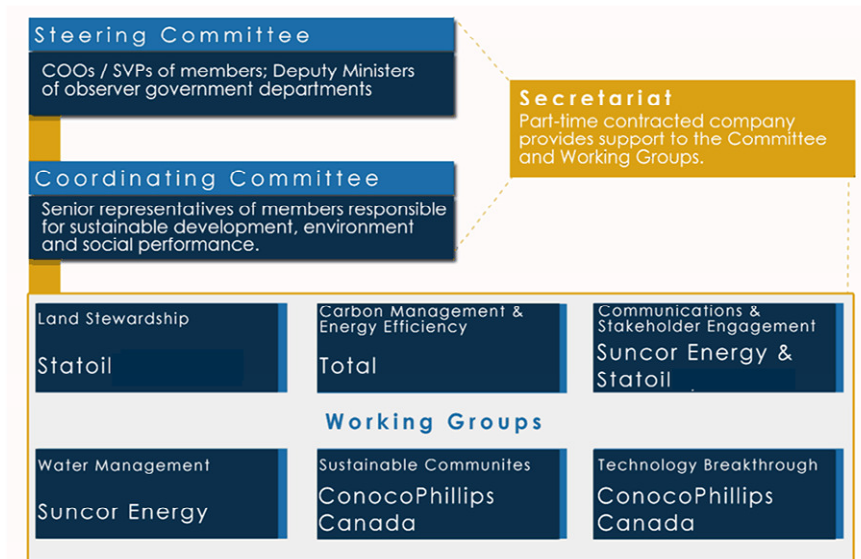 Steering Committee
COOs / SVPs of members; Deputy Ministers
of observer government departments
Secretariat
Part-time contracted company
provides support to the Committee
and Working Groups.
Coordinating Committee
Senior representatives of members responsible
for sustainable development, environment
and social performance.
Land Stewardship
Statoil
Carbon Management &
Energy Efficiency
Total
Communications &
Stakeholder Engagement
Suncor Energy &
Statoil
Working Groups
Water Management
Suncor Energy
Sustainable Communites
ConocoPhillips
Canada
Technology Breakthrough
ConocoPhillips
Canada